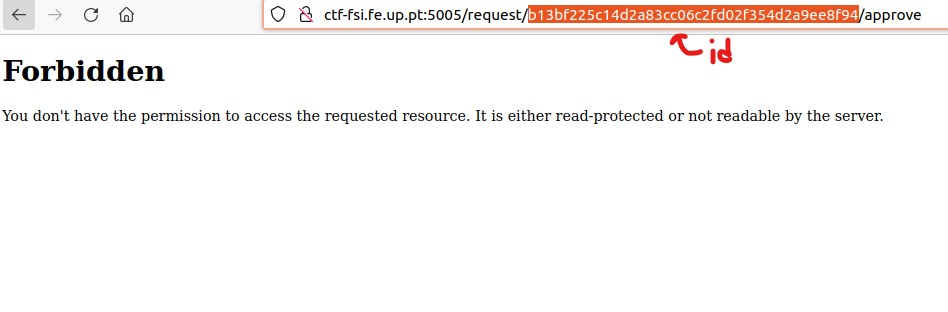 ctf-fsi.fe.up.pt:5005/request/b13bf225c14d2a83cc06c2fd02f354d2a9ee8f94/approve
id
Forbidden
You don't have the permission to access the requested resource. It is either read-protected or not readable by the server.